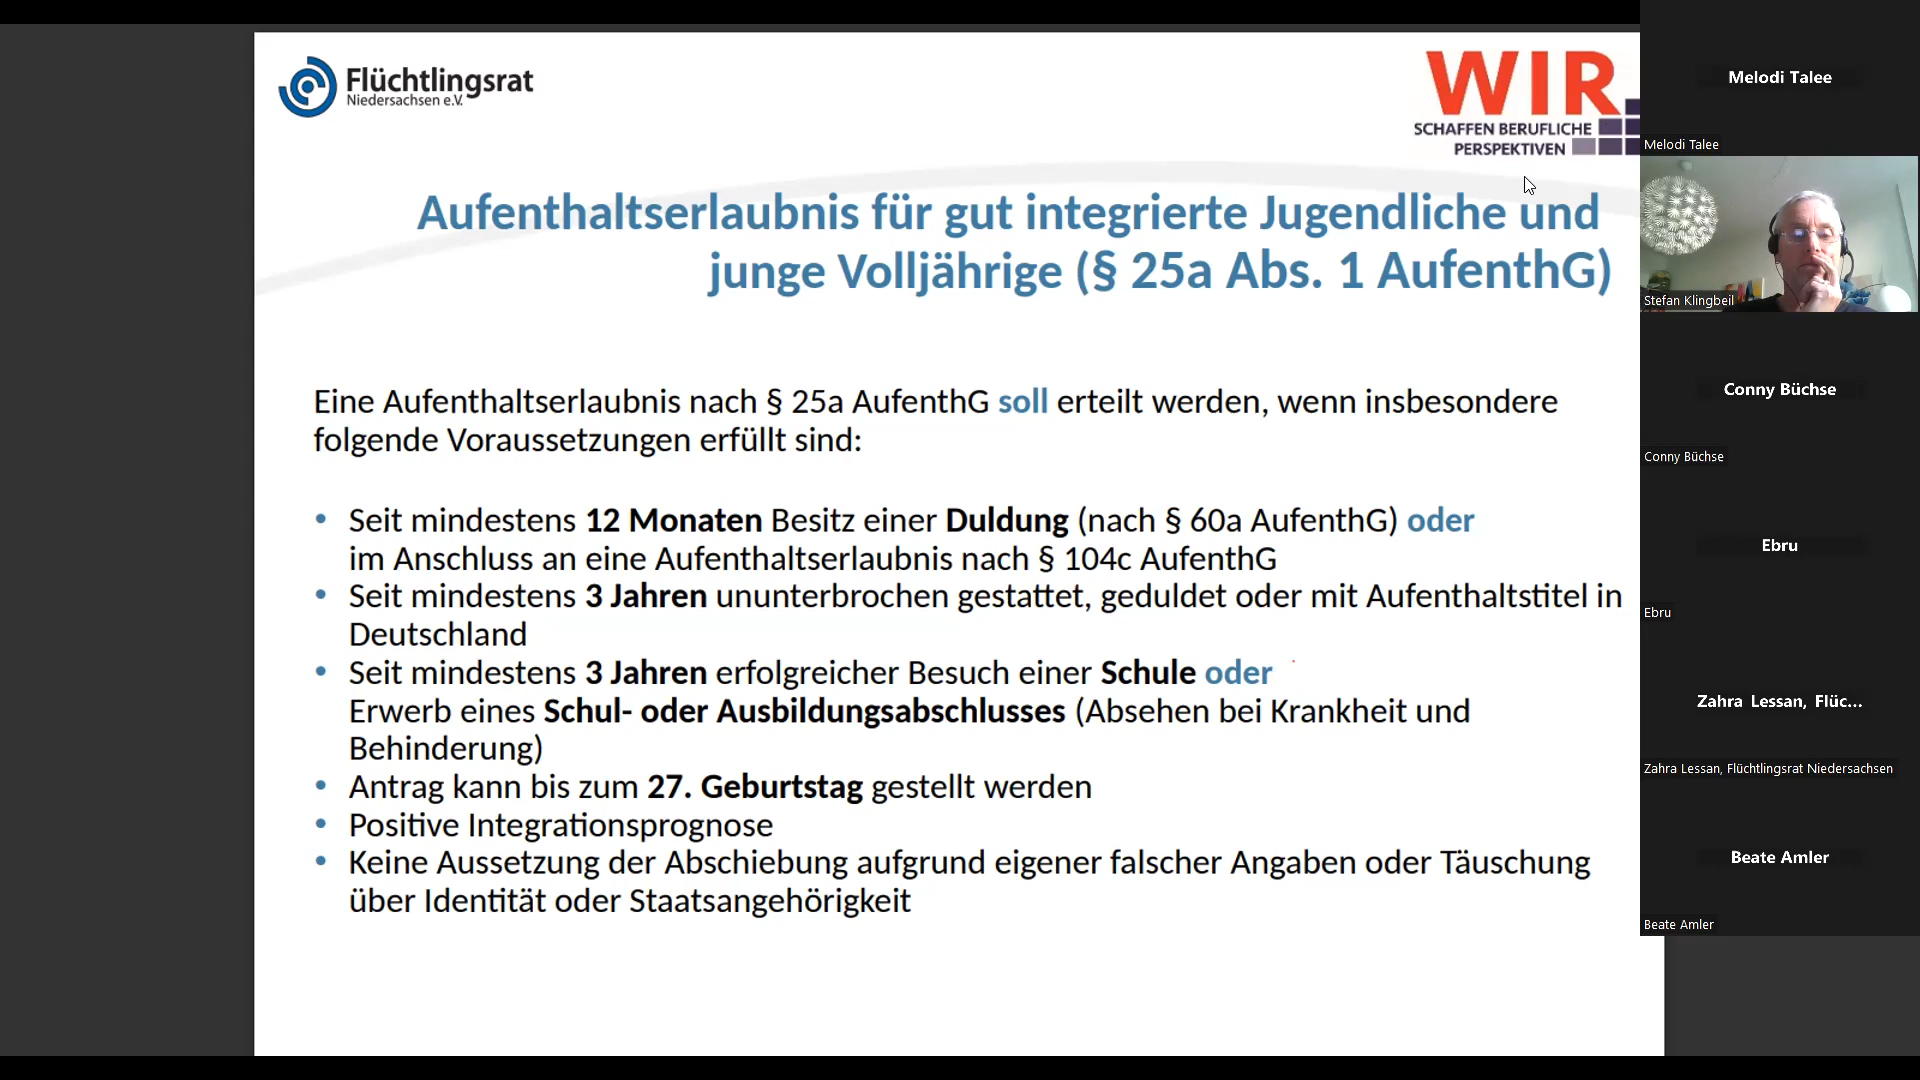 Flüchtlingsrat
Niedersachsen e.V.
WIR
SCHAFFEN BERUFLICHE
PERSPEKTIVEN
Aufenthaltserlaubnis für gut integrierte Jugendliche und
junge Volljährige (§ 25a Abs. 1 AufenthG)
Eine Aufenthaltserlaubnis nach § 25a AufenthG soll erteilt werden, wenn insbesondere
folgende Voraussetzungen erfüllt sind:
• Seit mindestens 12 Monaten Besitz einer Duldung (nach § 60a AufenthG) oder
im Anschluss an eine Aufenthaltserlaubnis nach § 104c AufenthG
• Seit mindestens 3 Jahren ununterbrochen gestattet, geduldet oder mit Aufenthaltstitel in
Deutschland
• Seit mindestens 3 Jahren erfolgreicher Besuch einer Schule oder
Erwerb eines Schul- oder Ausbildungsabschlusses (Absehen bei Krankheit und
Behinderung)
• Antrag kann bis zum 27. Geburtstag gestellt werden
• Positive Integrationsprognose
• Keine Aussetzung der Abschiebung aufgrund eigener falscher Angaben oder Täuschung
über Identität oder Staatsangehörigkeit
Melodi Talee
Melodi Talee
Stefan Klingbeil
Conny Büchse
Conny Büchse
Ebru
Ebru
Zahra Lessan, Flüc...
Zahra Lessan, Flüchtlingsrat Niedersachsen
Beate Amler
Beate Amler